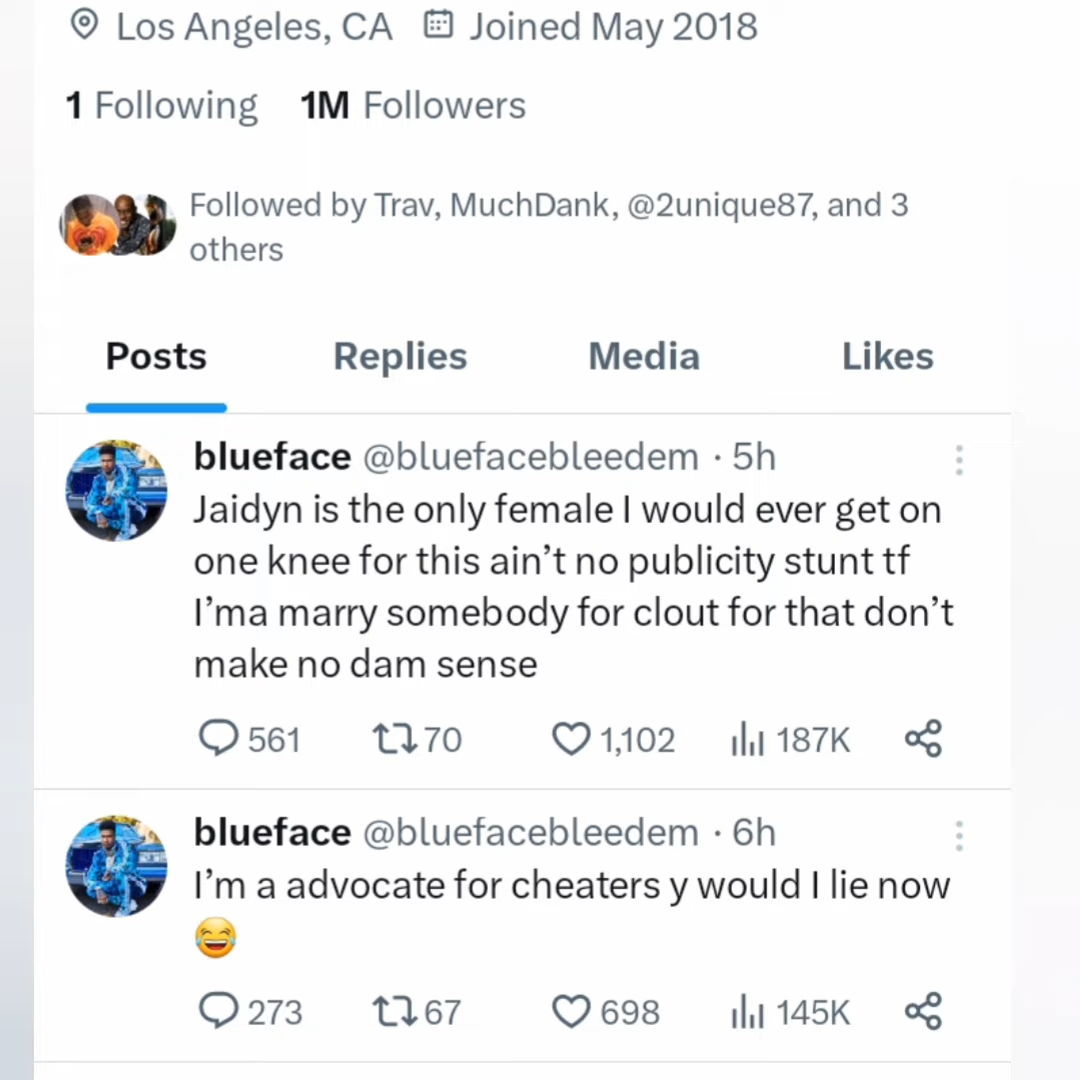 Los Angeles, CA Joined May 2018
1 Following 1M Followers
Followed by Trav, MuchDank, @2unique87, and 3
others
Posts Replies Media Likes
blueface @bluefacebleedem · 5h
Jaidyn is the only female I would ever get on
one knee for this ain’t no publicity stunt tf
I’ma marry somebody for clout for that don’t
make no dam sense
561 70 1,102 187K
blueface @bluefacebleedem · 6h
I’m a advocate for cheaters y would I lie now
😂
273 67 698 145K